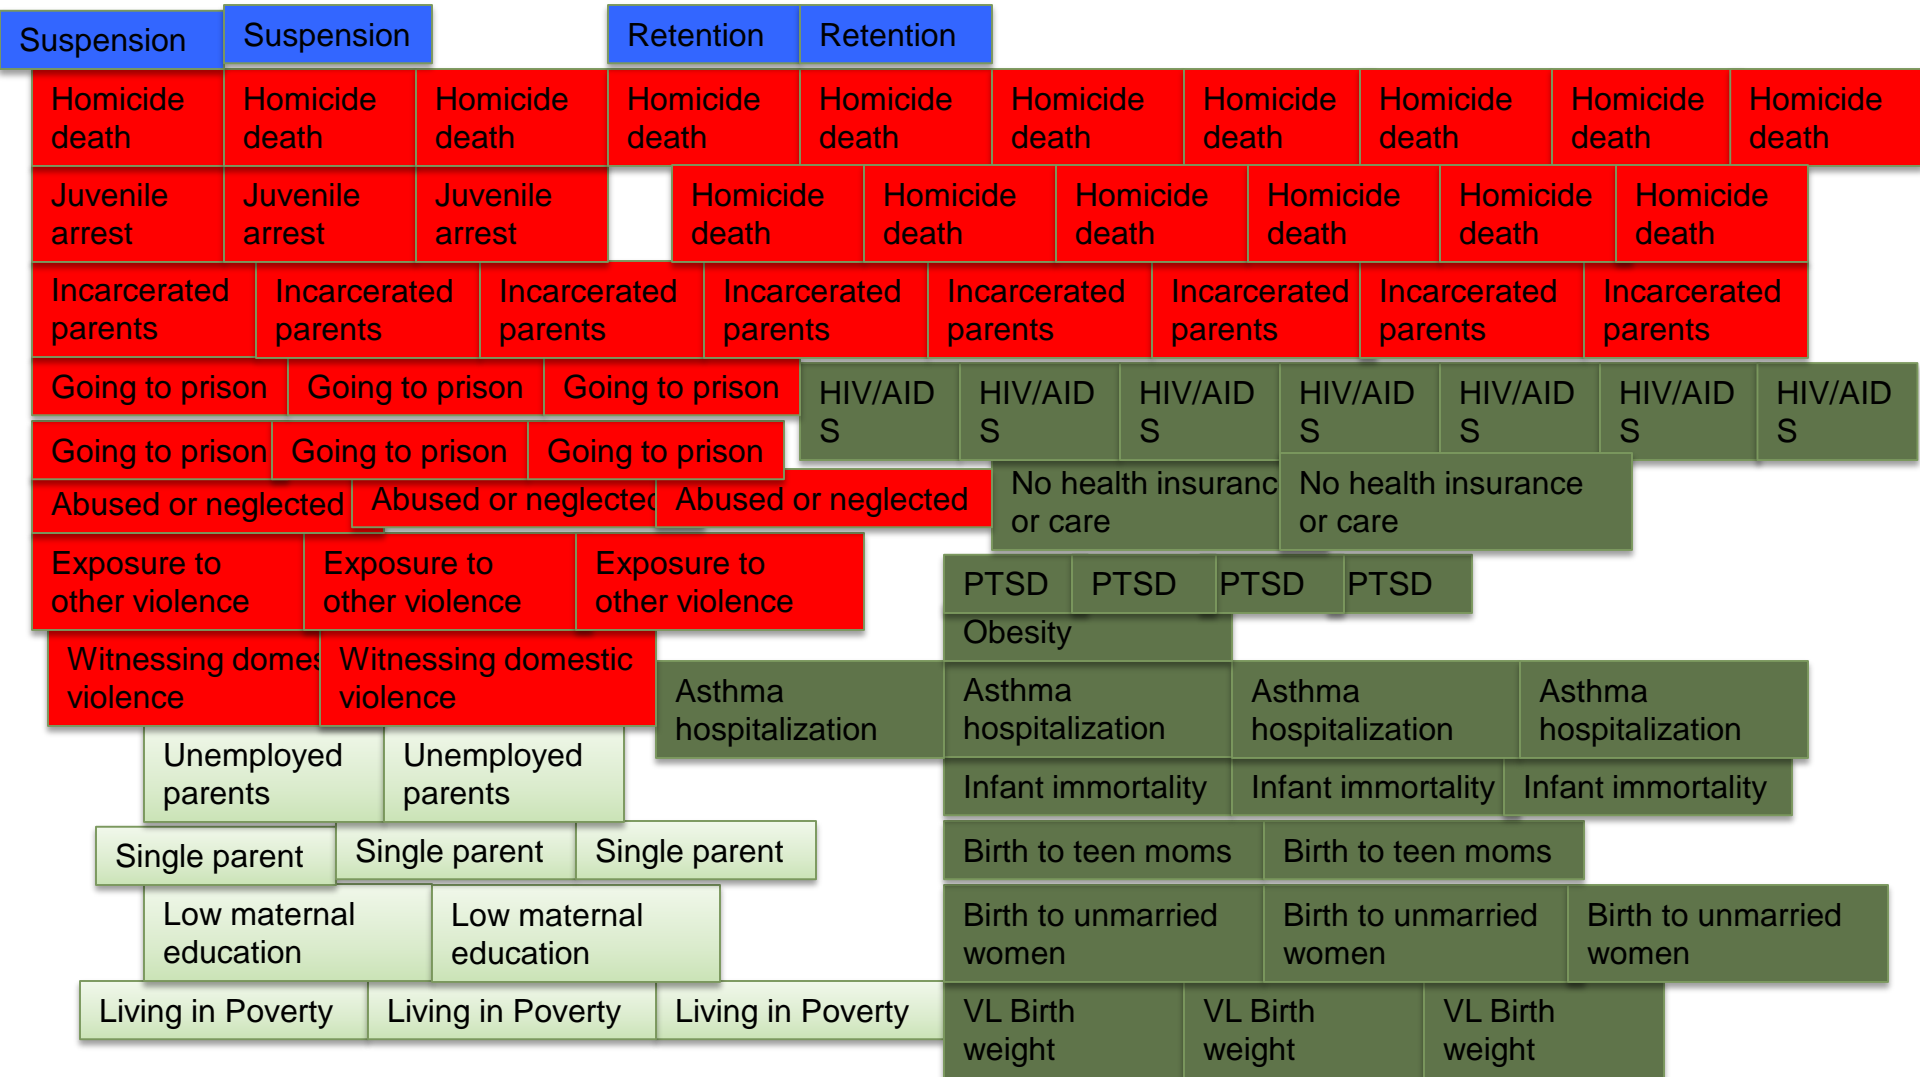 Suspension
Suspension
Retention
Retention
Homicide
death
Homicide
death
Homicide
death
Homicide
death
Homicide
death
Homicide
death
Homicide
death
Homicide
death
Homicide
death
Homicide
death
Juvenile
arrest
Juvenile
arrest
Juvenile
arrest
Homicide
death
Homicide
death
Homicide
death
Homicide
death
Homicide
death
Homicide
death
Incarcerated
parents
Incarcerated
parents
Incarcerated
parents
Incarcerated
parents
Incarcerated
parents
Incarcerated
parents
Incarcerated
parents
Incarcerated
parents
Going to prison
Going to prison
Going to prison
HIV/AID
S
HIV/AID
S
HIV/AID
S
HIV/AID
S
HIV/AID
S
HIV/AID
S
HIV/AID
S
Going to prison
Going to prison
Going to prison
Abused or neglected
Abused or neglected
Abused or neglected
No health insuranc
or care
No health insurance
or care
Exposure to
other violence
Exposure to
other violence
Exposure to
other violence
PTSD
PTSD
PTSD
PTSD
Obesity
Witnessing domes
violence
Witnessing domestic
violence
Asthma
hospitalization
Asthma
hospitalization
Asthma
hospitalization
Asthma
hospitalization
Unemployed
parents
Unemployed
parents
Infant immortality
Infant immortality
Infant immortality
Single parent
Single parent
Single parent
Birth to teen moms
Birth to teen moms
Low maternal
education
Low maternal
education
Birth to unmarried
women
Birth to unmarried
women
Birth to unmarried
women
Living in Poverty
Living in Poverty
Living in Poverty
VL Birth
weight
VL Birth
weight
VL Birth
weight